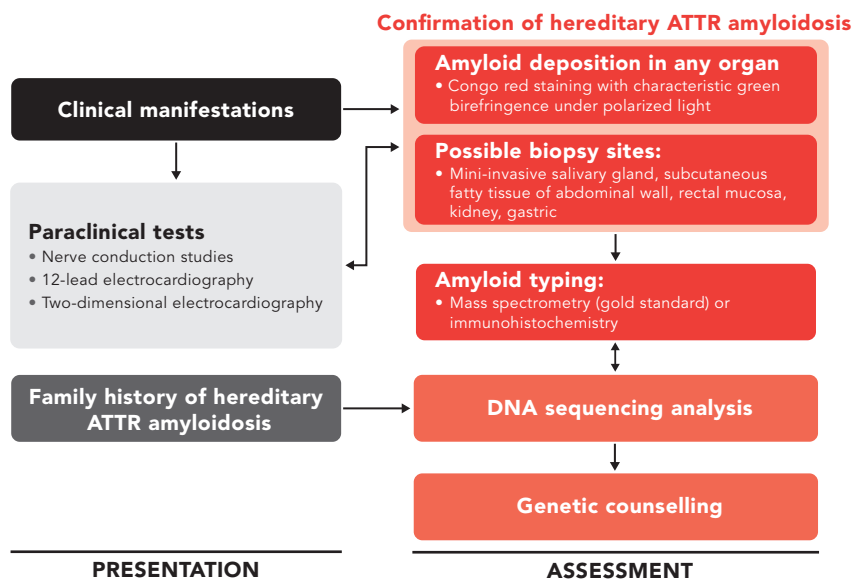 Confirmation of hereditary ATTR amyloidosis
Clinical manifestations
Amyloid deposition in any organ
• Congo red staining with characteristic green
birefringence under polarized light
Possible biopsy sites:
• Mini-invasive salivary gland, subcutaneous
fatty tissue of abdominal wall, rectal mucosa,
kidney, gastric
Paraclinical tests
• Nerve conduction studies
• 12-lead electrocardiography
• Two-dimensional electrocardiography
Amyloid typing:
• Mass spectrometry (gold standard) or
immunohistochemistry
Family history of hereditary
ATTR amyloidosis
DNA sequencing analysis
Genetic counselling
PRESENTATION
ASSESSMENT